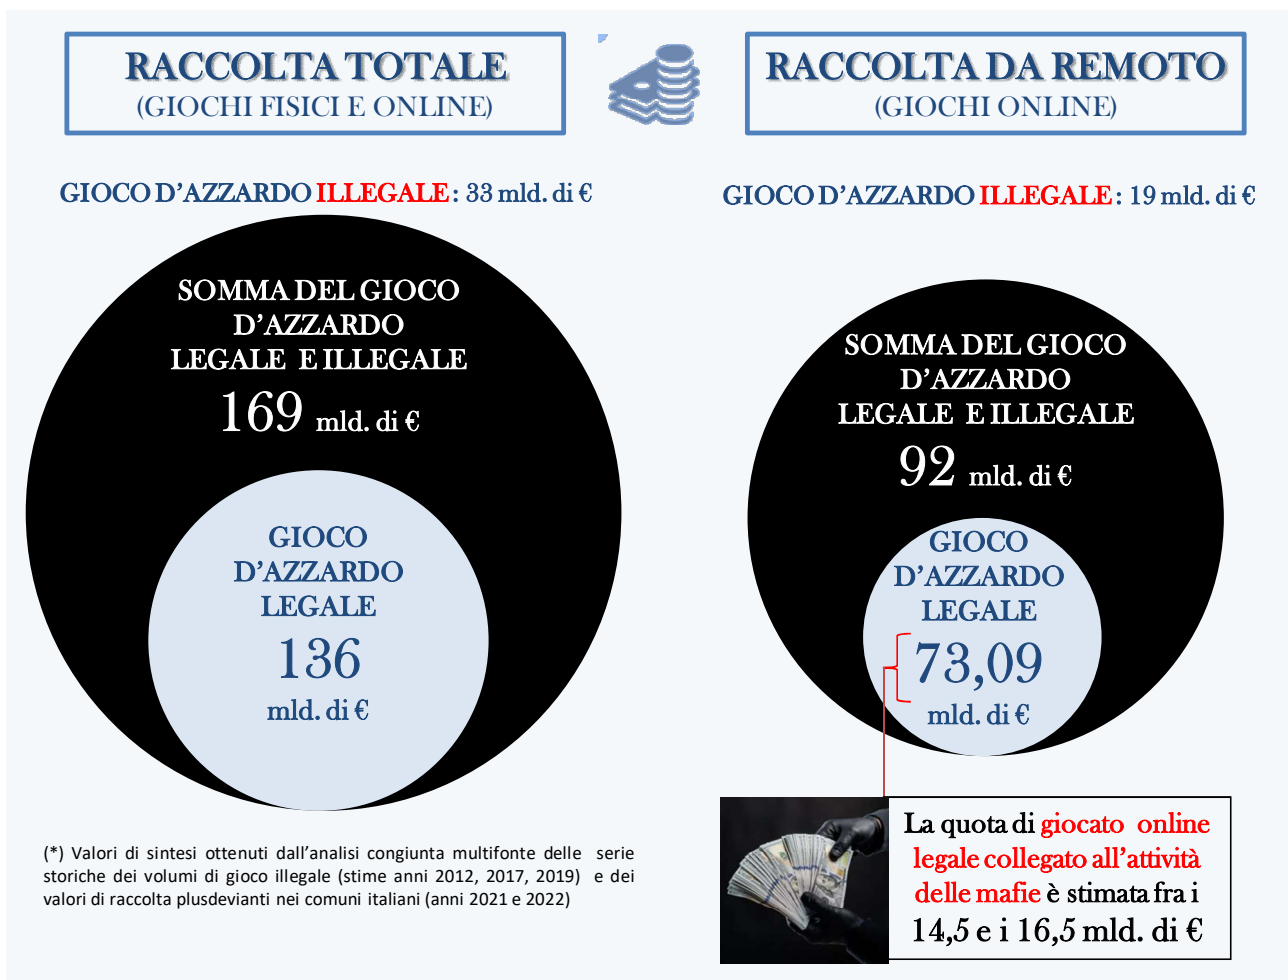 RACCOLTA TOTALE
(GIOCHI FISICI E ONLINE)
RACCOLTA DA REMOTO
(GIOCHI ONLINE)
GIOCO D’AZZARDO ILLEGALE : 33 mld. di €
SOMMA DEL GIOCO
D’AZZARDO
LEGALE E ILLEGALE
169 mld. di €
GIOCO
D’AZZARDO
LEGALE
136
mld. di €
(*) Valori di sintesi ottenuti dall’analisi congiunta multifonte delle serie
storiche dei volumi di gioco illegale (stime anni 2012, 2017, 2019) e dei
valori di raccolta plusdevianti nei comuni italiani (anni 2021 e 2022)
GIOCO D’AZZARDO ILLEGALE : 19 mld. di €
SOMMA DEL GIOCO
D’AZZARDO
LEGALE E ILLEGALE
92 mld. di €
GIOCO
D’AZZARDO
LEGALE
73,09
mld. di €
La quota di giocato online
legale collegato all’attività
delle mafie è stimata fra i
14,5 e i 16,5 mld. di €